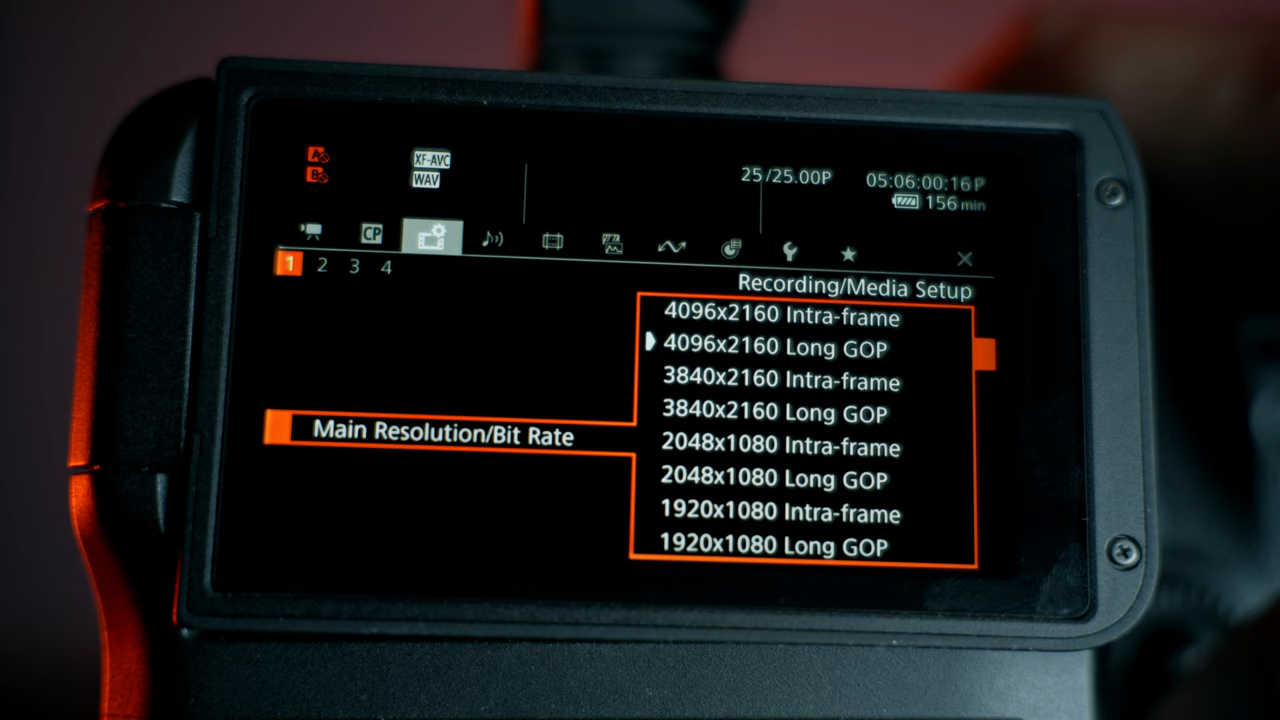 A
B
XF-AVC
WAV
25/25.00P
05:06:00:16P
156 min
CP
1 2 3 4
Recording/Media Setup
4096x2160 Intra-frame
4096x2160 Long GOP
3840x2160 Intra-frame
3840x2160 Long GOP
Main Resolution/Bit Rate
2048x1080 Intra-frame
2048x1080 Long GOP
1920x1080 Intra-frame
1920x1080 Long GOP